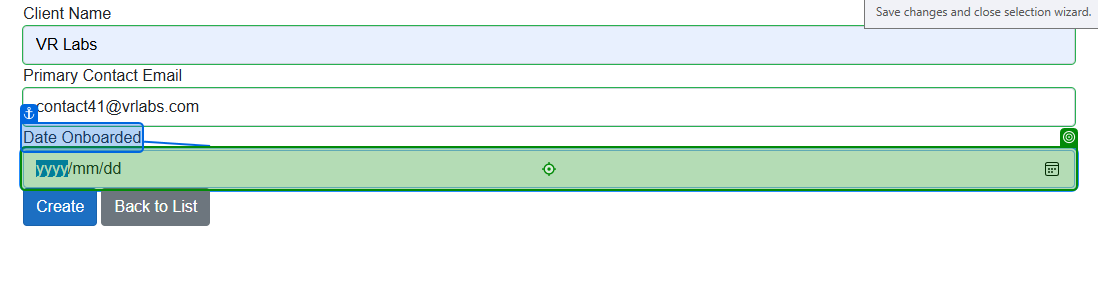 Client Name
Save changes and close selection wizard.
VR Labs
Primary Contact Email
contact41@vrlabs.com
Date Onboarded
yyyy/mm/dd
Create Back to List